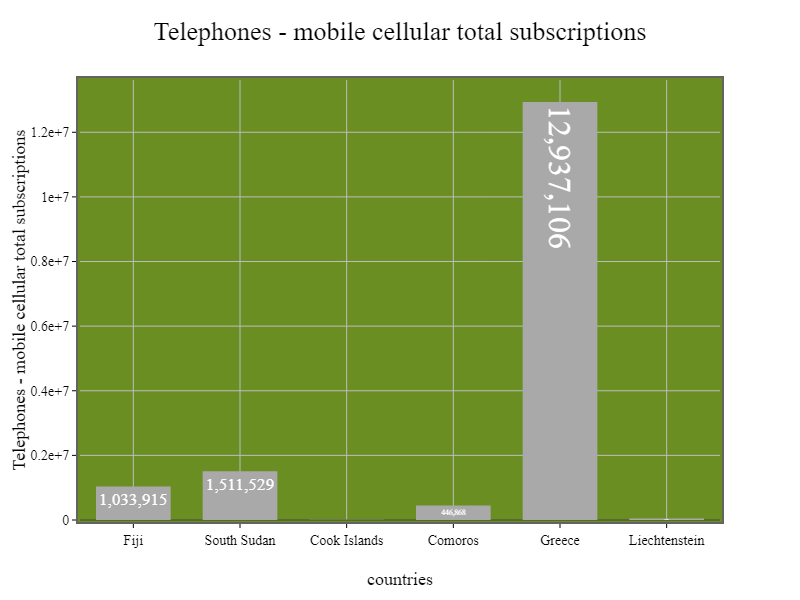 Telephones - mobile cellular total subscriptions
Telephones - mobile cellular total subscriptions
1.2e+7
1e+7
0.8e+7
0.6e+7
0.4e+7
0.2e+7
0
1,033,915
1,511,529
446,868
12,937,106
Fiji
South Sudan
Cook Islands
Comoros
Greece
Liechtenstein
countries